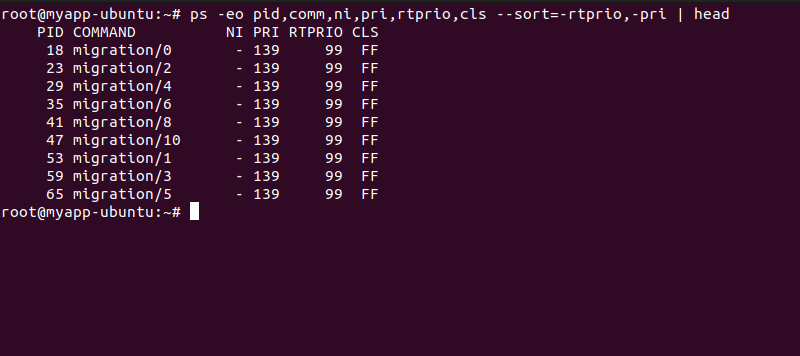 root@myapp-ubuntu:~# ps -eo pid,comm,ni,pri,rtprio,cls --sort=-rtprio,-pri | head
    PID COMMAND          NI PRI RTPRIO CLS
     18 migration/0       - 139     99  FF
     23 migration/2       - 139     99  FF
     29 migration/4       - 139     99  FF
     35 migration/6       - 139     99  FF
     41 migration/8       - 139     99  FF
     47 migration/10      - 139     99  FF
     53 migration/1       - 139     99  FF
     59 migration/3       - 139     99  FF
     65 migration/5       - 139     99  FF
root@myapp-ubuntu:~#